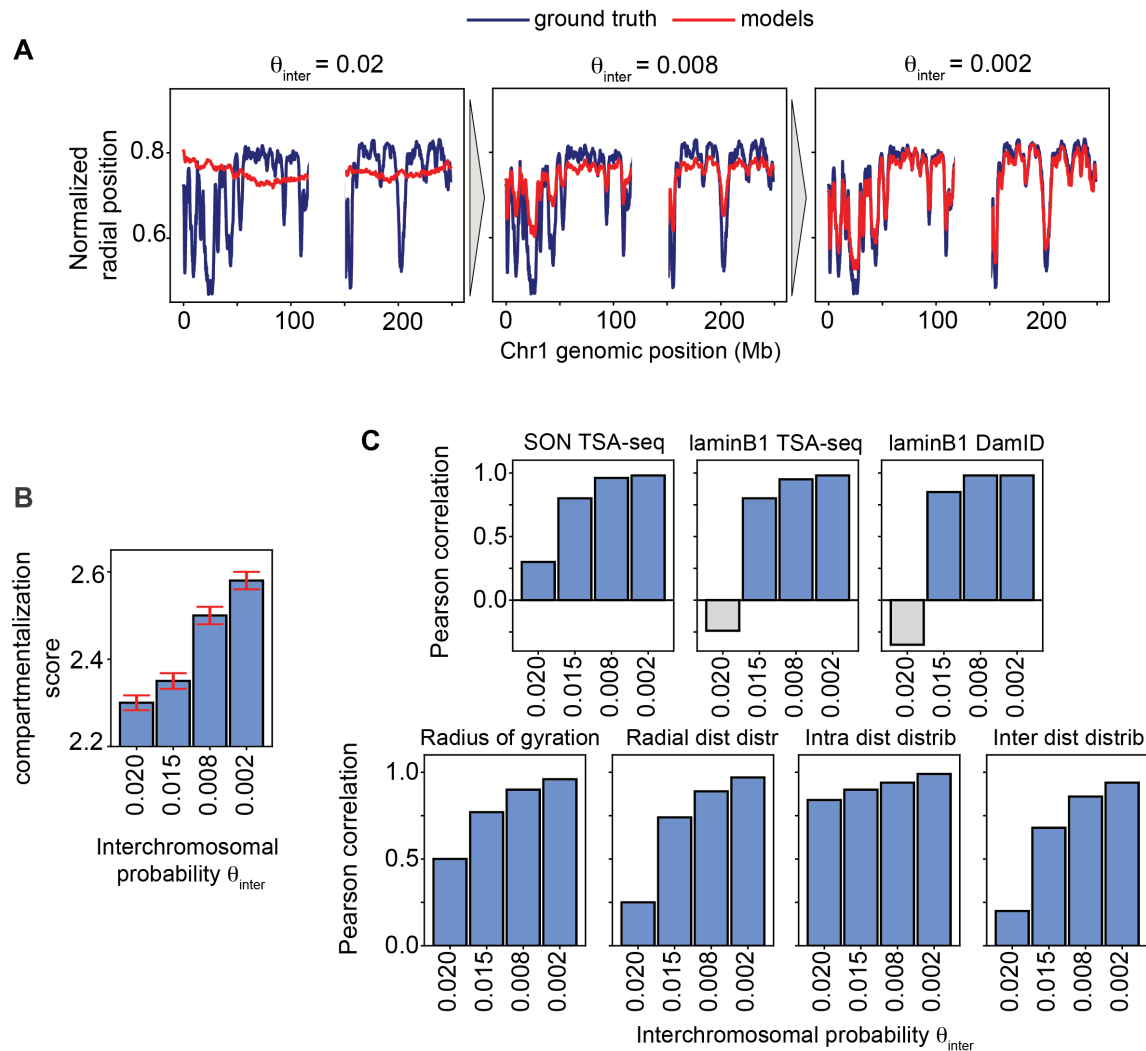 ground truth models
A
θinter = 0.02 θinter = 0.008 θinter = 0.002
Normalized
radial position
0.8
0.6
0 100 200 0 100 200 0 100 200
Chr1 genomic position (Mb)
B
compartmentalization
score
2.6
2.4
2.2
0.020 0.015 0.008 0.002
Interchromosomal
probability θinter
C
SON TSA-seq laminB1 TSA-seq laminB1 DamID
Pearson correlation
1.0
0.5
0.0
0.020 0.015 0.008 0.002 0.020 0.015 0.008 0.002 0.020 0.015 0.008 0.002
Radius of gyration Radial dist distr Intra dist distrib Inter dist distrib
Pearson correlation
1.0
0.5
0.0
0.020 0.015 0.008 0.002 0.020 0.015 0.008 0.002 0.020 0.015 0.008 0.002 0.020 0.015 0.008 0.002
Interchromosomal probability θinter